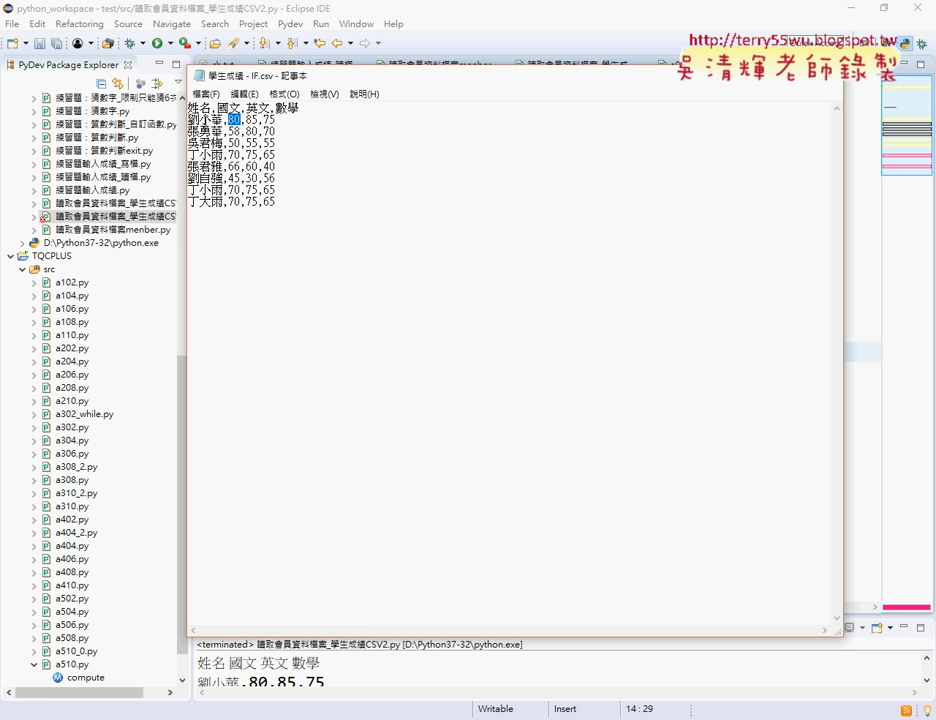 python_workspace - test/src/讀取會員資料檔案_學生成績CSV2.py - Eclipse IDE
File Edit Refactoring Source Navigate Search Project Pydev Run Window Help
http://terry55wu.blogspot.tw
吳清輝老師錄製
PyDev Package Explorer
練習題：猜數字_限制只能猜6次
練習題：猜數字.py
練習題：質數判斷_自訂函數.py
練習題：質數判斷.py
練習題：質數判斷exit.py
練習題輸入成績_寫檔.py
練習題輸入成績_讀檔.py
練習題輸入成績.py
讀取會員資料檔案_學生成績CS
讀取會員資料檔案_學生成績CS
讀取會員資料檔案menber.py
D:\Python37-32\python.exe
TQCPLUS
src
a102.py
a104.py
a106.py
a108.py
a110.py
a202.py
a204.py
a206.py
a208.py
a210.py
a302_while.py
a302.py
a304.py
a306.py
a308_2.py
a308.py
a310_2.py
a310.py
a402.py
a404_2.py
a404.py
a406.py
a408.py
a410.py
a502.py
a504.py
a506.py
a508.py
a510_0.py
a510.py
compute
學生成績 - IF.csv - 記事本
檔案(F) 編輯(E) 格式(O) 檢視(V) 說明(H)
姓名,國文,英文,數學
劉小華,80,85,75
張勇華,58,80,70
吳君梅,50,55,55
丁小雨,70,75,65
張君雅,66,60,40
劉自強,45,30,56
丁小雨,70,75,65
丁大雨,70,75,65
<terminated> 讀取會員資料檔案_學生成績CSV2.py [D:\Python37-32\python.exe]
姓名 國文 英文 數學
劉小華,80,85,75
Writable Insert 14 : 29